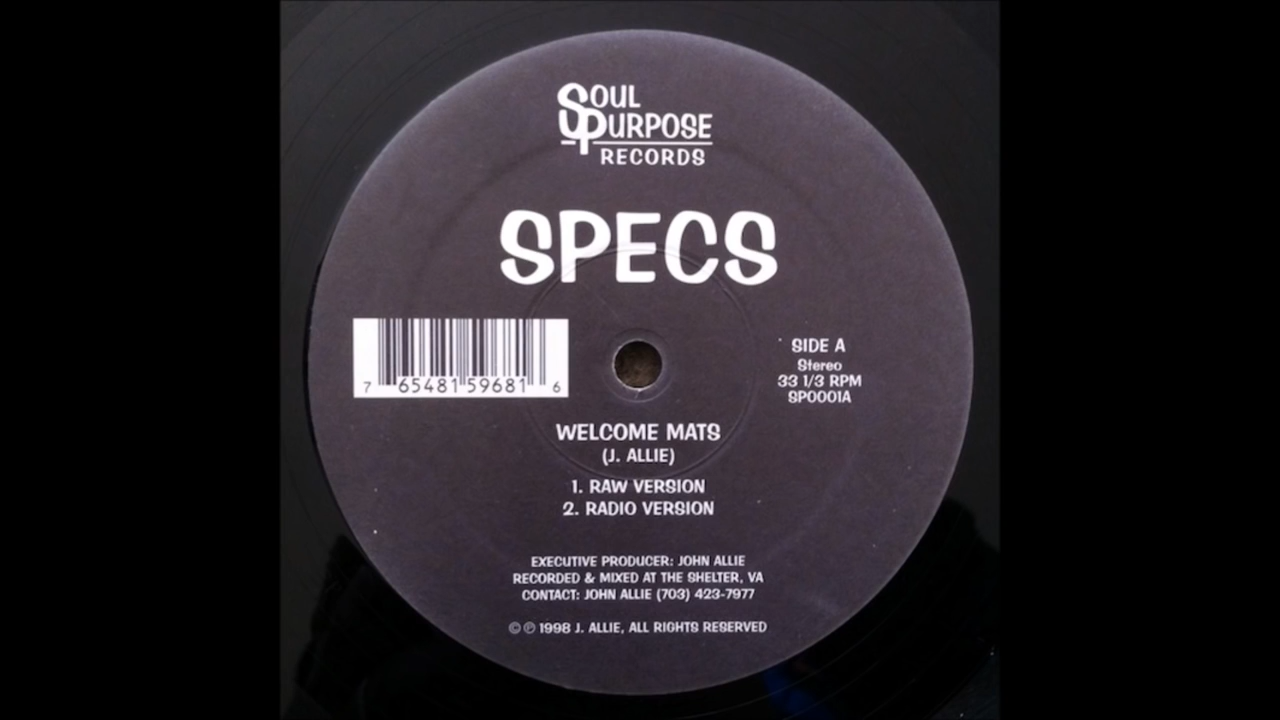 SOUL
PURPOSE
RECORDS
SPECS
7 65481 59681 6
SIDE A
Stereo
33 1/3 RPM
SP0001A
WELCOME MATS
(J. ALLIE)
1. RAW VERSION
2. RADIO VERSION
EXECUTIVE PRODUCER: JOHN ALLIE
RECORDED & MIXED AT THE SHELTER, VA
CONTACT: JOHN ALLIE (703) 423-7977
© ℗ 1998 J. ALLIE, ALL RIGHTS RESERVED